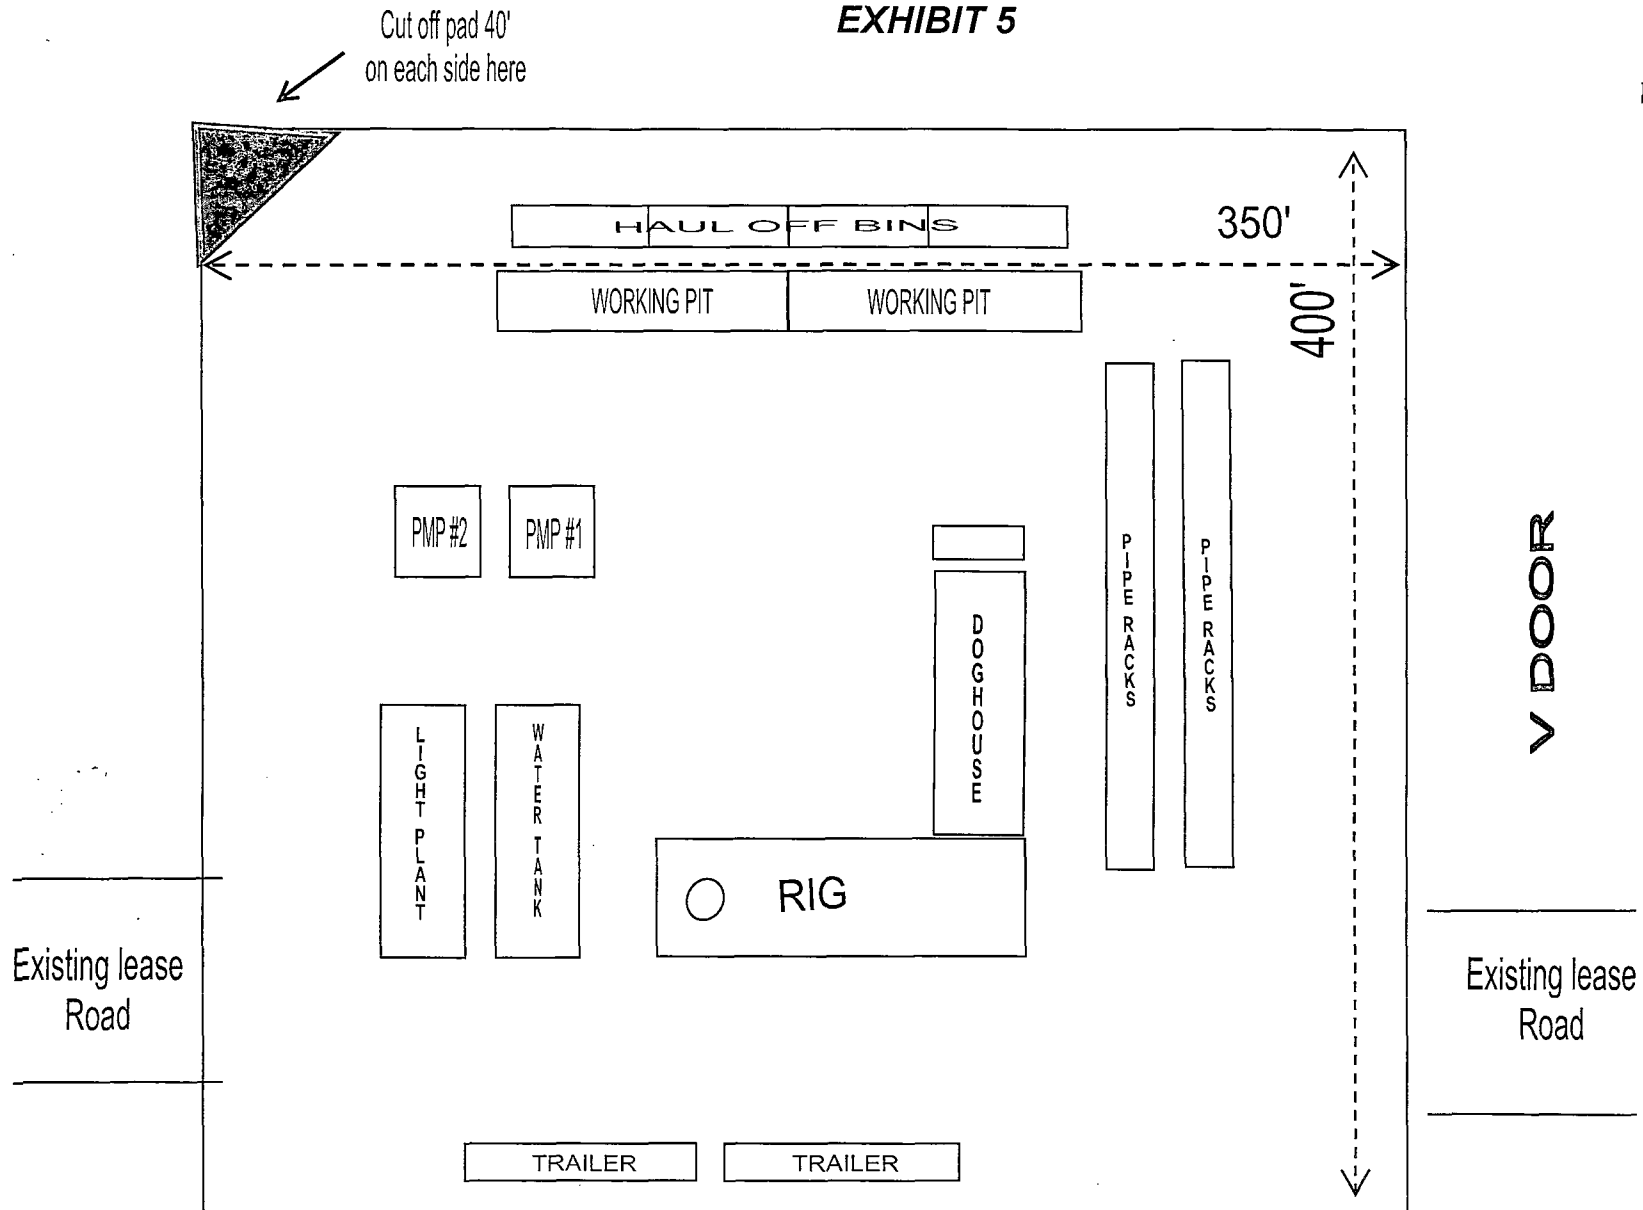 EXHIBIT 5
Cut off pad 40'
on each side here
HAUL OFF BINS
350'
WORKING PIT
WORKING PIT
400'
PMP #2
PMP #1
PIPE RACKS
PIPE RACKS
V DOOR
DOGHOUSE
LIGHT PLANT
WATER TANK
RIG
Existing lease
Road
Existing lease
Road
TRAILER
TRAILER